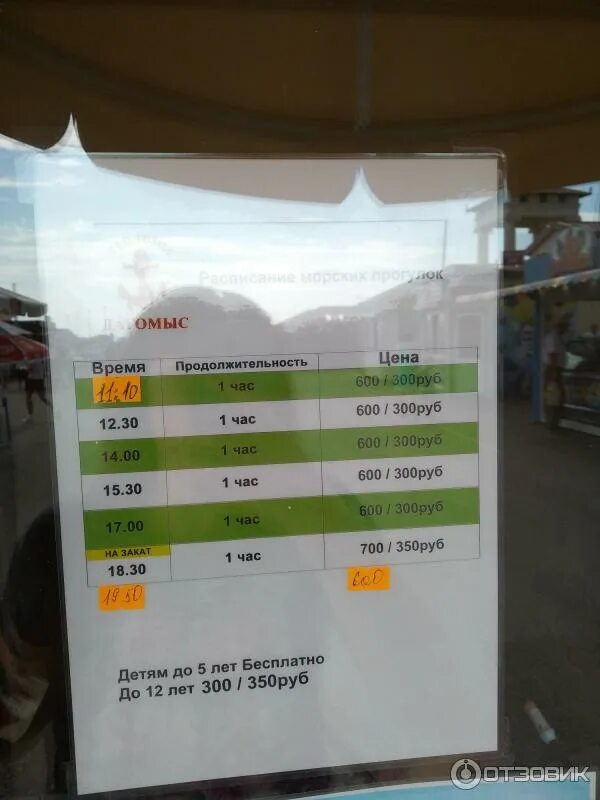 Расписание морских прогулок
ОМЫС
Время Продолжительность Цена
11:10 1 час 600 / 300руб
12.30 1 час 600 / 300руб
14.00 1 час 600 / 300руб
15.30 1 час 600 / 300руб
17.00 1 час 600 / 300руб
НА ЗАКАТ
18.30 1 час 700 / 350руб
19 50 600
Детям до 5 лет Бесплатно
До 12 лет 300 / 350руб
ОТЗОВИК